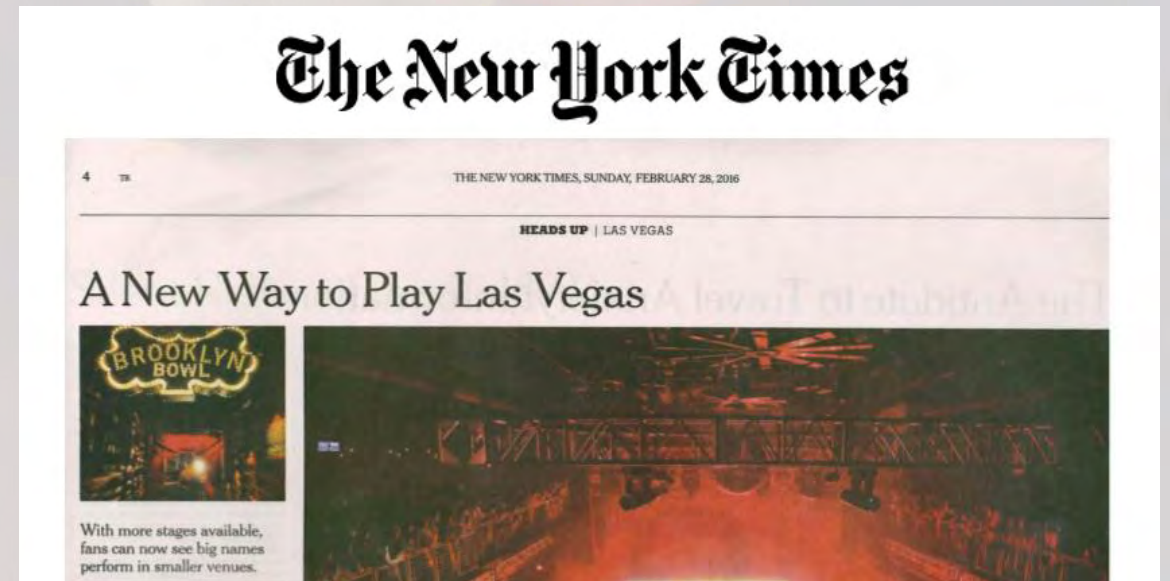 The New York Times
4 TR THE NEW YORK TIMES, SUNDAY, FEBRUARY 28, 2016
HEADS UP | LAS VEGAS
A New Way to Play Las Vegas
BROOKLYN
BOWL
With more stages available,
fans can now see big names
perform in smaller venues.